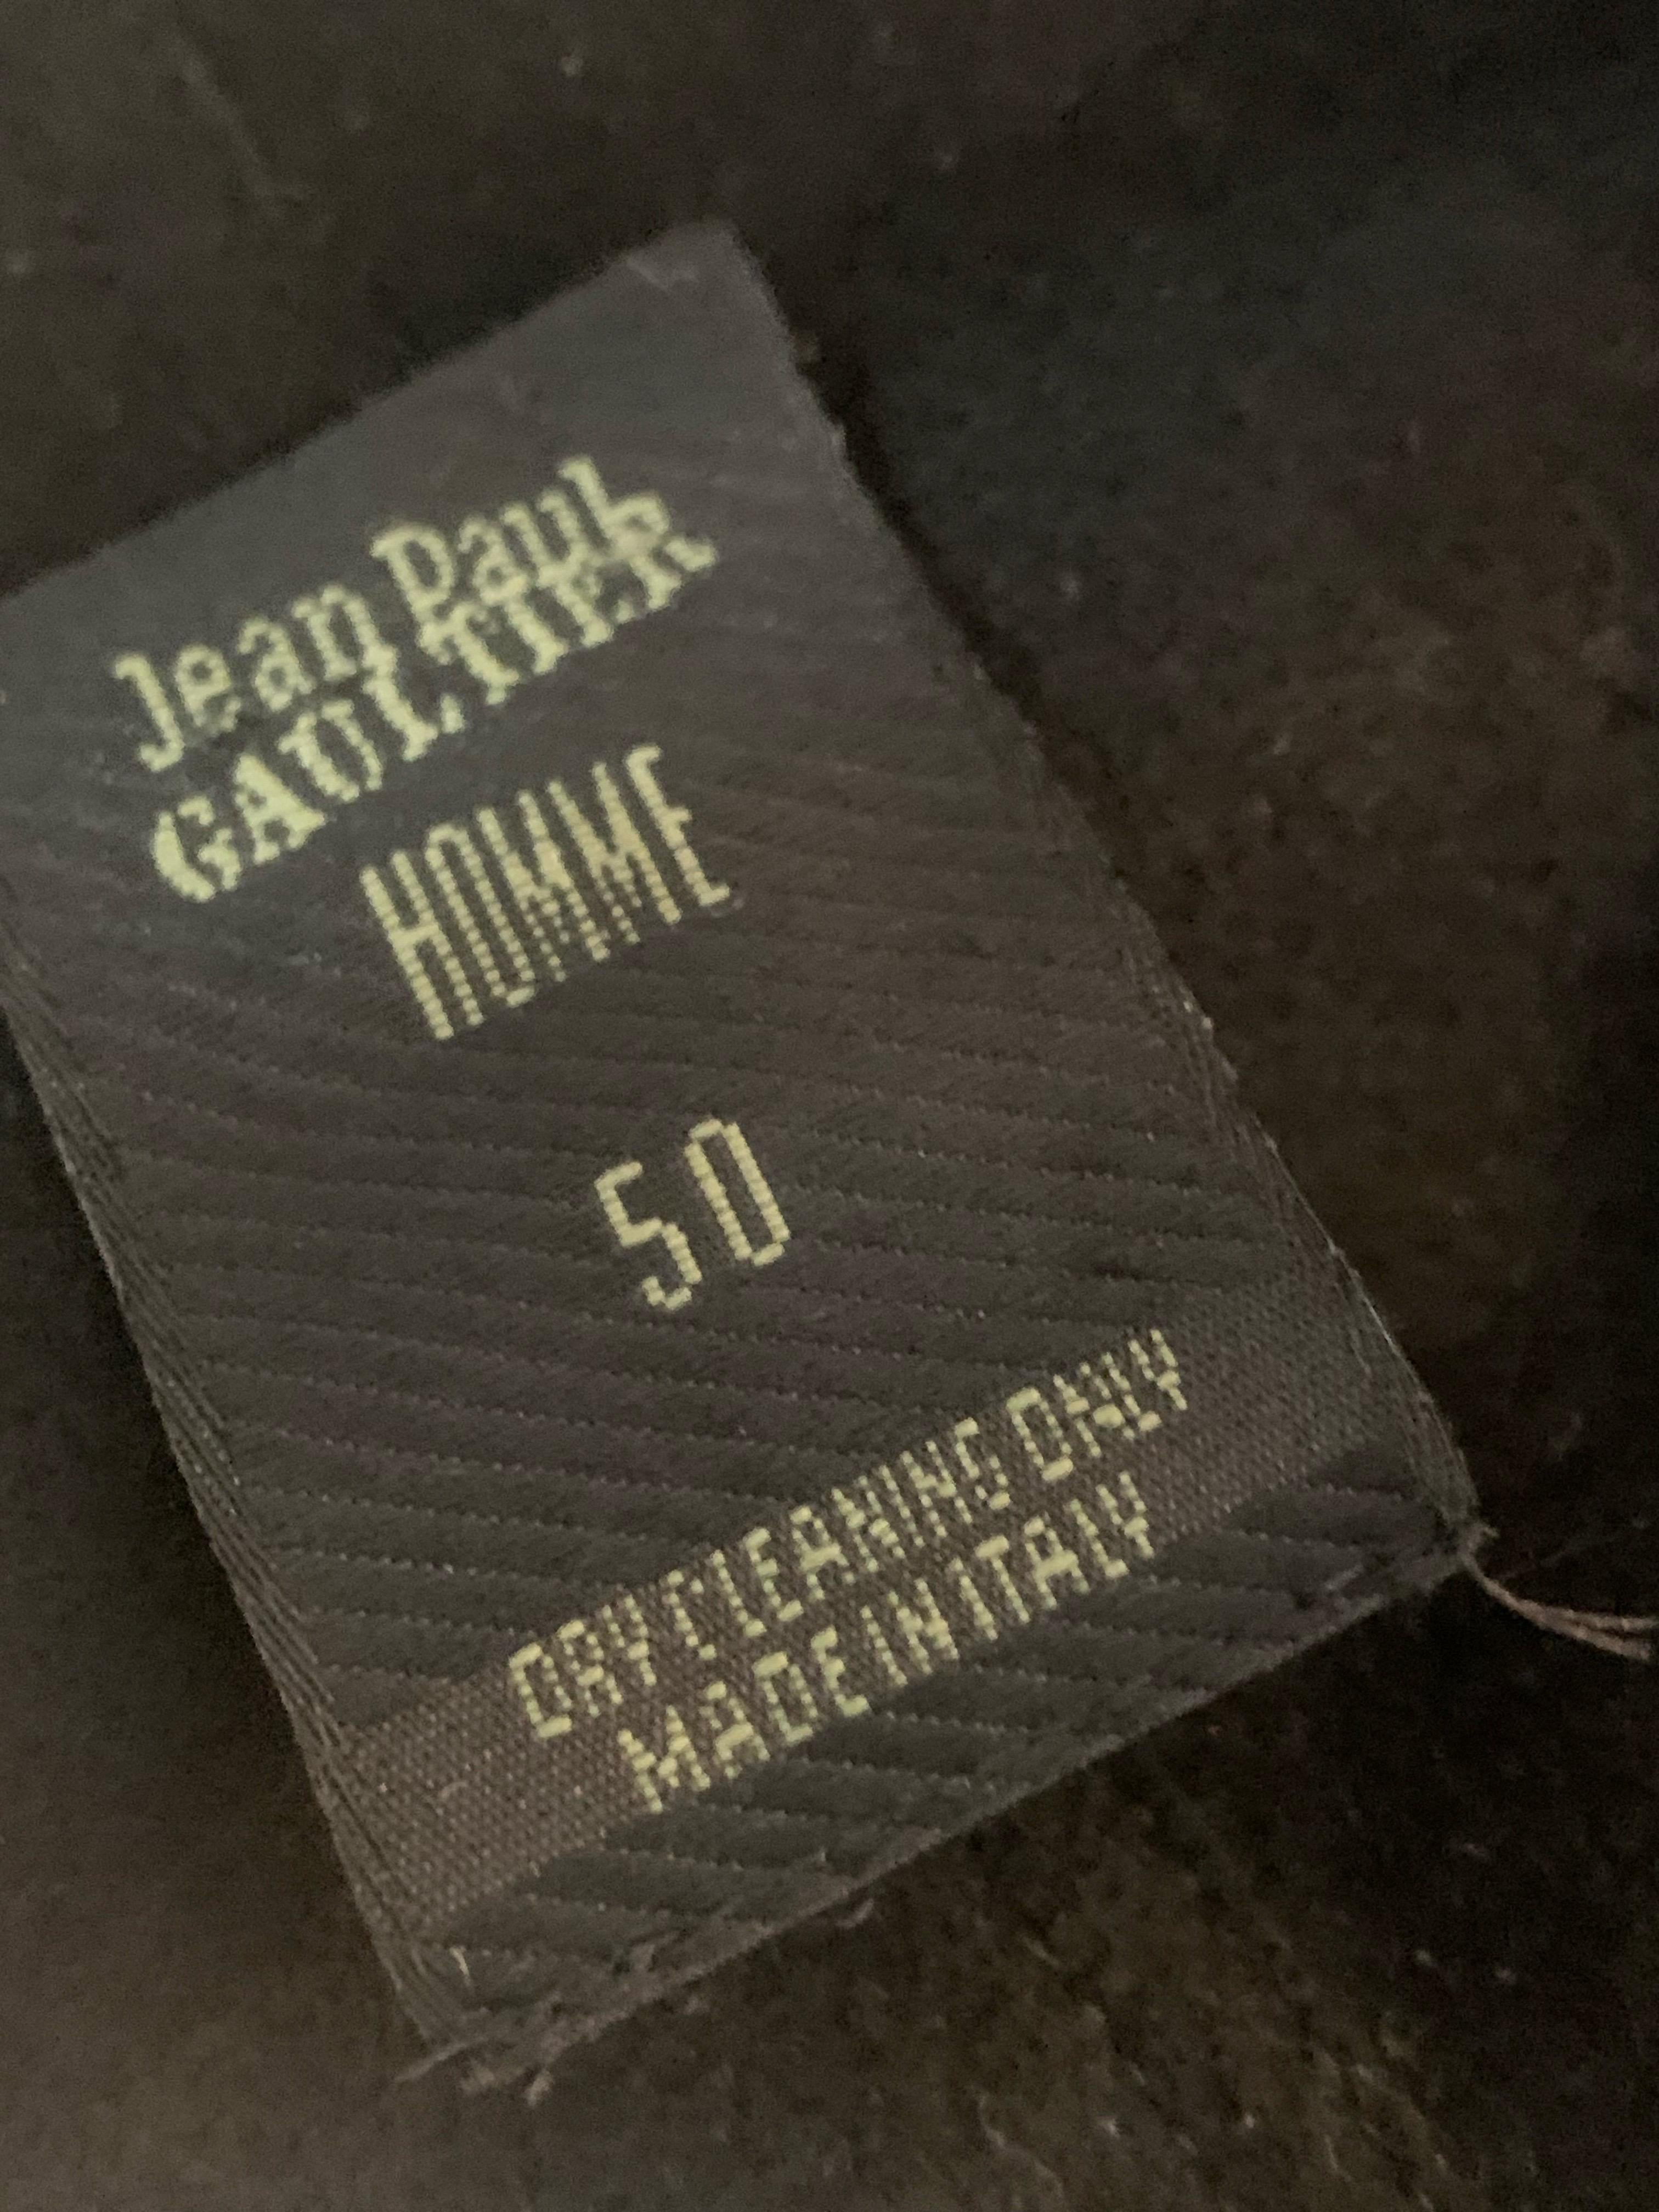 Jean Paul
GAULTIER
HOMME
50
DRY CLEANING ONLY
MADE IN ITALY